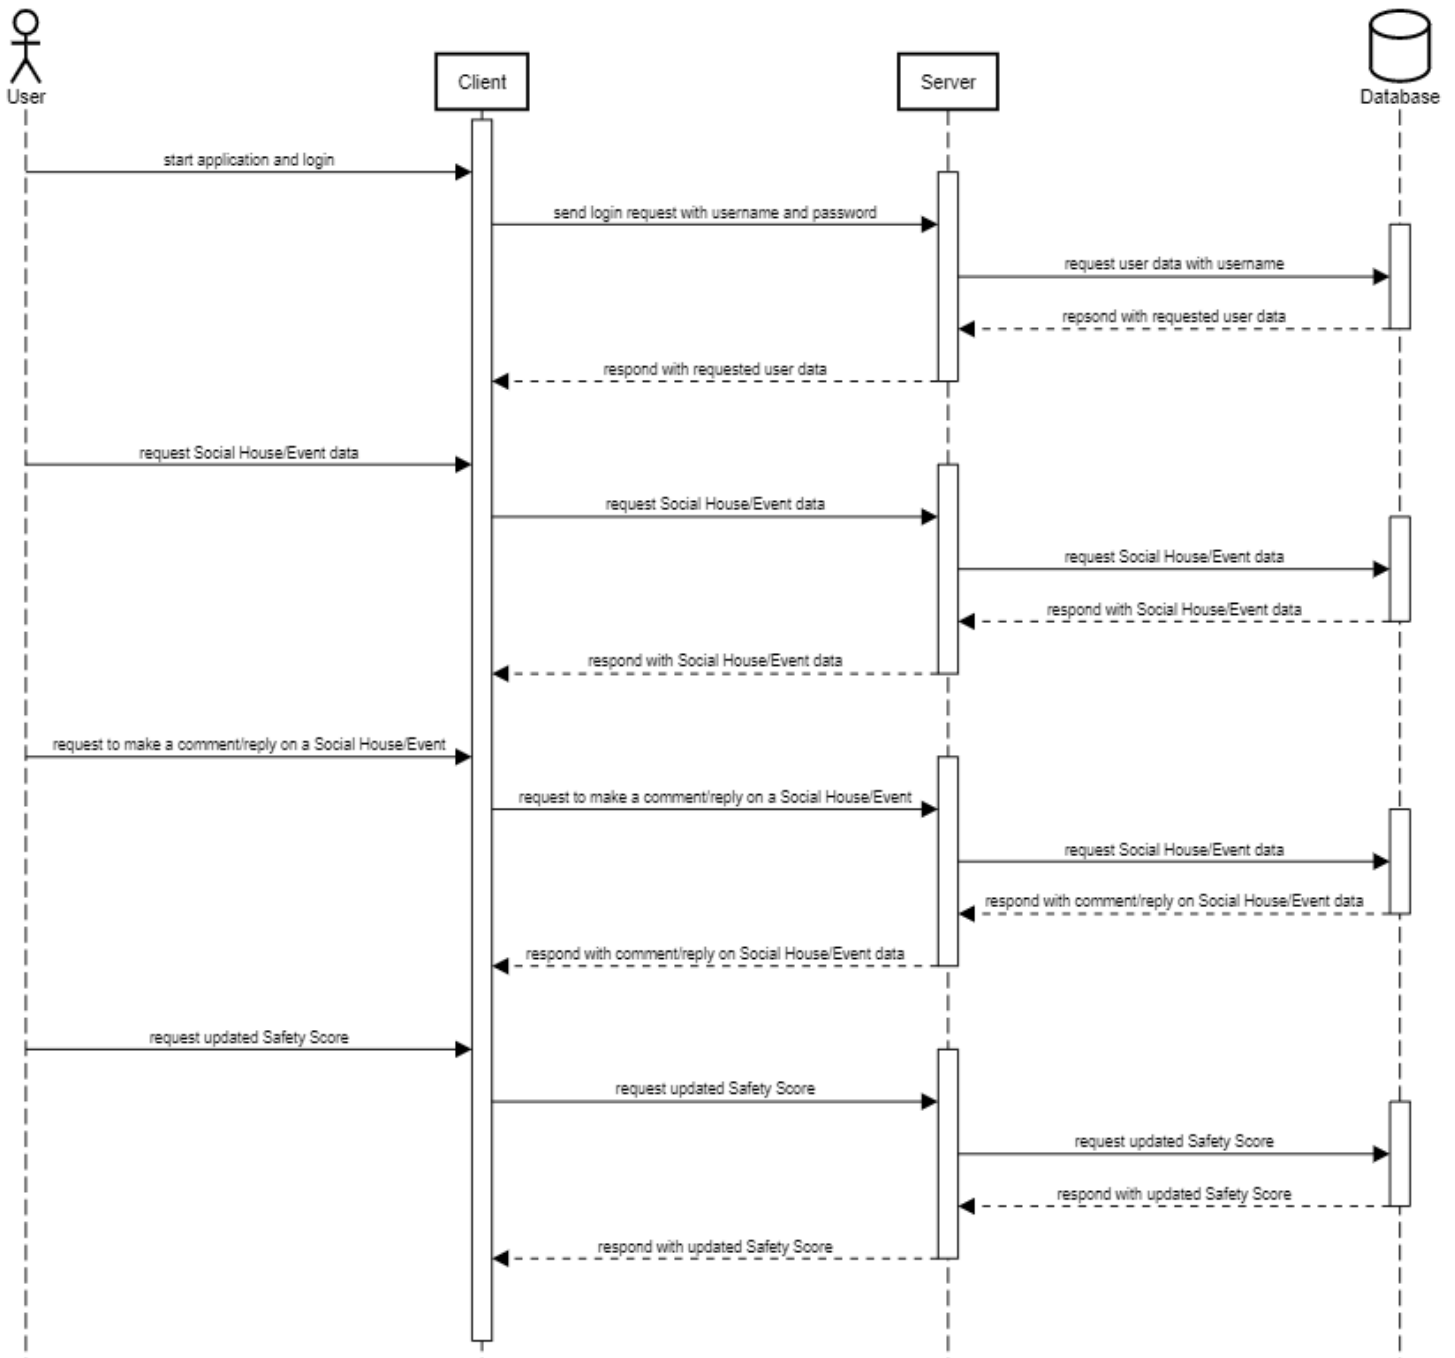 User
Client
Server
Database
start application and login
send login request with username and password
request user data with username
repsond with requested user data
respond with requested user data
request Social House/Event data
request Social House/Event data
request Social House/Event data
respond with Social House/Event data
respond with Social House/Event data
request to make a comment/reply on a Social House/Event
request to make a comment/reply on a Social House/Event
request Social House/Event data
respond with comment/reply on Social House/Event data
respond with comment/reply on Social House/Event data
request updated Safety Score
request updated Safety Score
request updated Safety Score
respond with updated Safety Score
respond with updated Safety Score